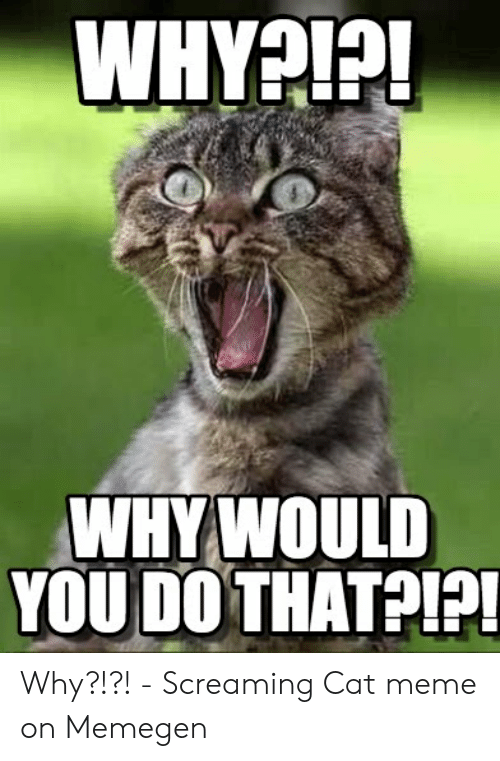 WHY?!?!
WHY WOULD
YOU DO THAT?!?!
Why?!?! - Screaming Cat meme
on Memegen